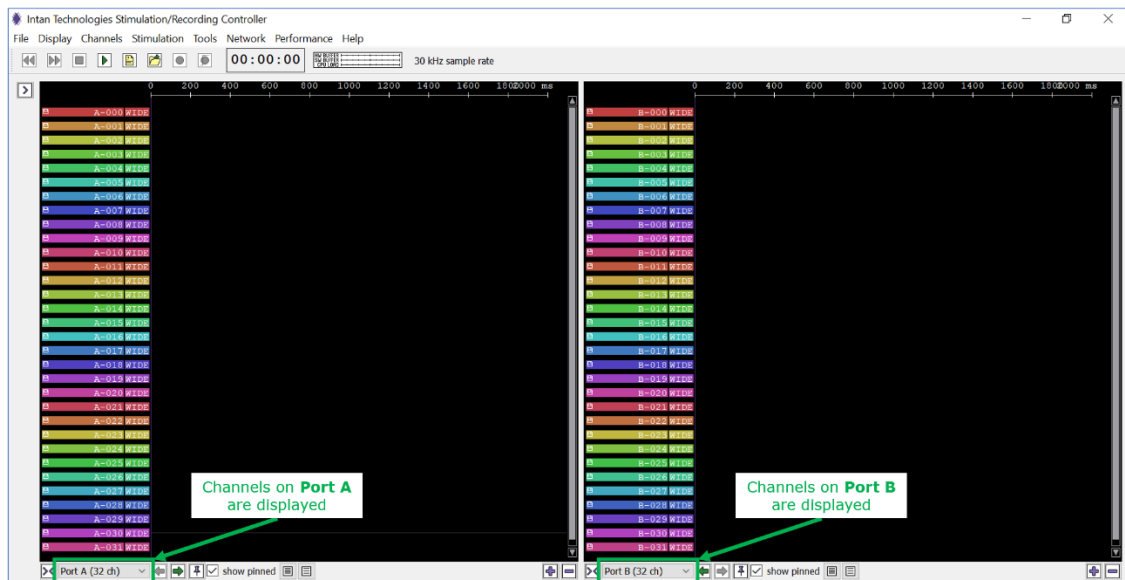 Intan Technologies Stimulation/Recording Controller
File Display Channels Stimulation Tools Network Performance Help
00:00:00
HW BUFFER
SW BUFFER
CPU LOAD
30 kHz sample rate
0 200 400 600 800 1000 1200 1400 1600 ms
A-000 WIDE
A-001 WIDE
A-002 WIDE
A-003 WIDE
A-004 WIDE
A-005 WIDE
A-006 WIDE
A-007 WIDE
A-008 WIDE
A-009 WIDE
A-010 WIDE
A-011 WIDE
A-012 WIDE
A-013 WIDE
A-014 WIDE
A-015 WIDE
A-016 WIDE
A-017 WIDE
A-018 WIDE
A-019 WIDE
A-020 WIDE
A-021 WIDE
A-022 WIDE
A-023 WIDE
A-024 WIDE
A-025 WIDE
A-026 WIDE
A-027 WIDE
A-028 WIDE
A-029 WIDE
A-030 WIDE
A-031 WIDE
Channels on Port A
are displayed
Port A (32 ch)
show pinned
0 200 400 600 800 1000 1200 1400 1600 ms
B-000 WIDE
B-001 WIDE
B-002 WIDE
B-003 WIDE
B-004 WIDE
B-005 WIDE
B-006 WIDE
B-007 WIDE
B-008 WIDE
B-009 WIDE
B-010 WIDE
B-011 WIDE
B-012 WIDE
B-013 WIDE
B-014 WIDE
B-015 WIDE
B-016 WIDE
B-017 WIDE
B-018 WIDE
B-019 WIDE
B-020 WIDE
B-021 WIDE
B-022 WIDE
B-023 WIDE
B-024 WIDE
B-025 WIDE
B-026 WIDE
B-027 WIDE
B-028 WIDE
B-029 WIDE
B-030 WIDE
B-031 WIDE
Channels on Port B
are displayed
Port B (32 ch)
show pinned